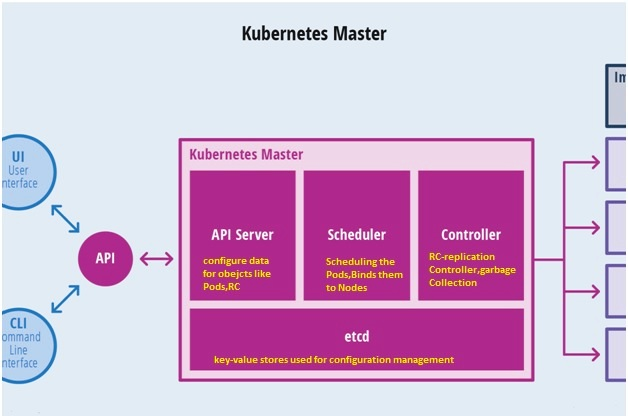 Kubernetes Master
Im
UI
User
nterface
API
CLI
ommand
Line
nterface
Kubernetes Master
API Server
configure data
for obejcts like
Pods,RC
Scheduler
Scheduling the
Pods,Binds them
to Nodes
Controller
RC-replication
Controller,garbage
Collection
etcd
key-value stores used for configuration management